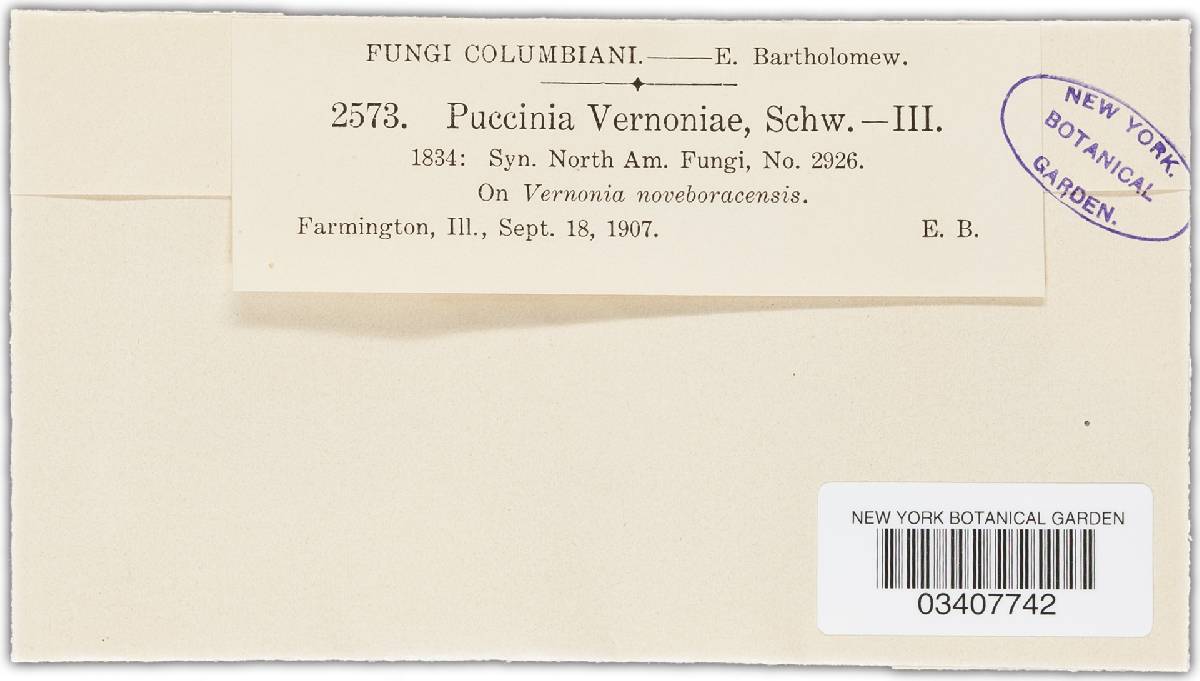 FUNGI COLUMBIANI.——E. Bartholomew.
2573. Puccinia Vernoniae, Schw.—III.
1834: Syn. North Am. Fungi, No. 2926.
On Vernonia noveboracensis.
Farmington, Ill., Sept. 18, 1907. E. B.
NEW YORK.
BOTANICAL
GARDEN.
NEW YORK BOTANICAL GARDEN
03407742